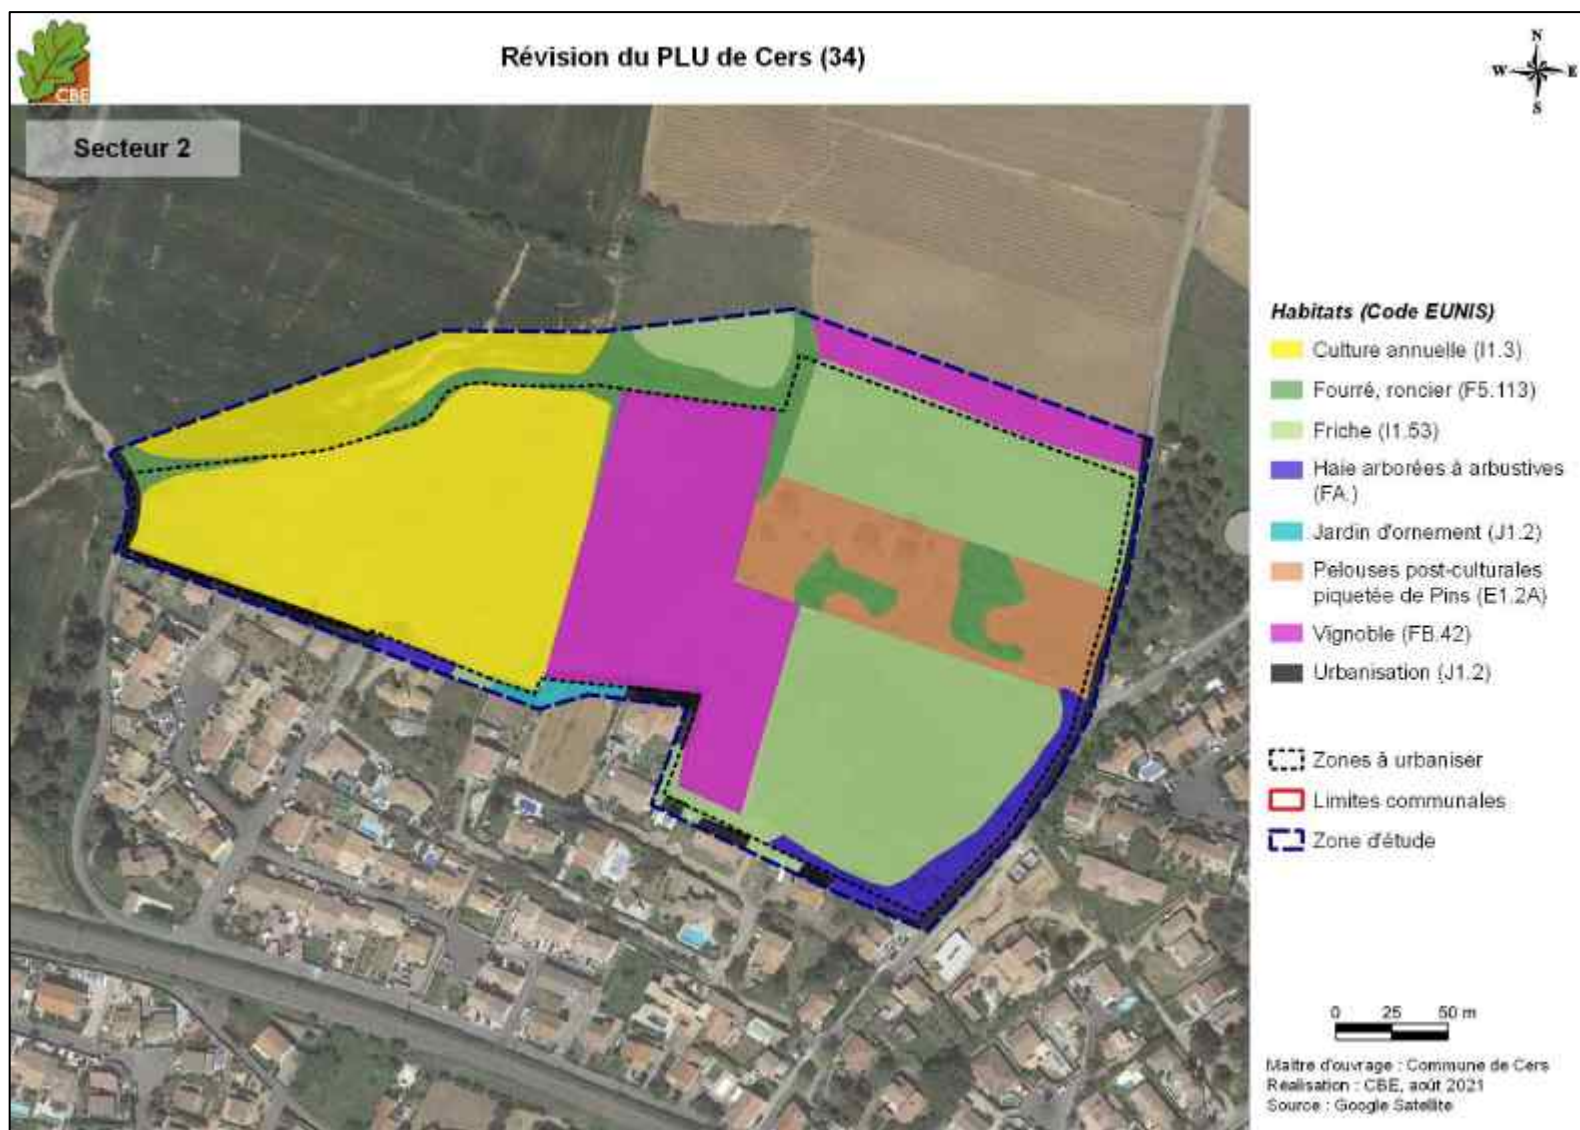 CBE
Révision du PLU de Cers (34)
N
W E
S
Secteur 2
Habitats (Code EUNIS)
Culture annuelle (I1.3)
Fourré, roncier (F5.113)
Friche (I1.53)
Haie arborées à arbustives
(FA.)
Jardin d'ornement (J1.2)
Pelouses post-culturales
piquetée de Pins (E1.2A)
Vignoble (FB.42)
Urbanisation (J1.2)
Zones à urbaniser
Limites communales
Zone d'étude
0 25 50 m
Maître d'ouvrage : Commune de Cers
Réalisation : CBE, août 2021
Source : Google Satellite